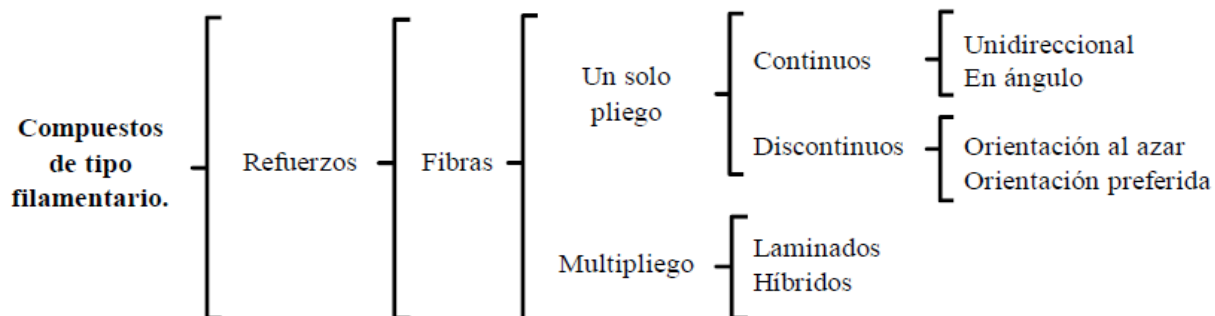 Compuestos
de tipo
filamentario.
Refuerzos
Fibras
Un solo
pliego
Continuos
Unidireccional
En ángulo
Discontinuos
Orientación al azar
Orientación preferida
Multipliego
Laminados
Híbridos